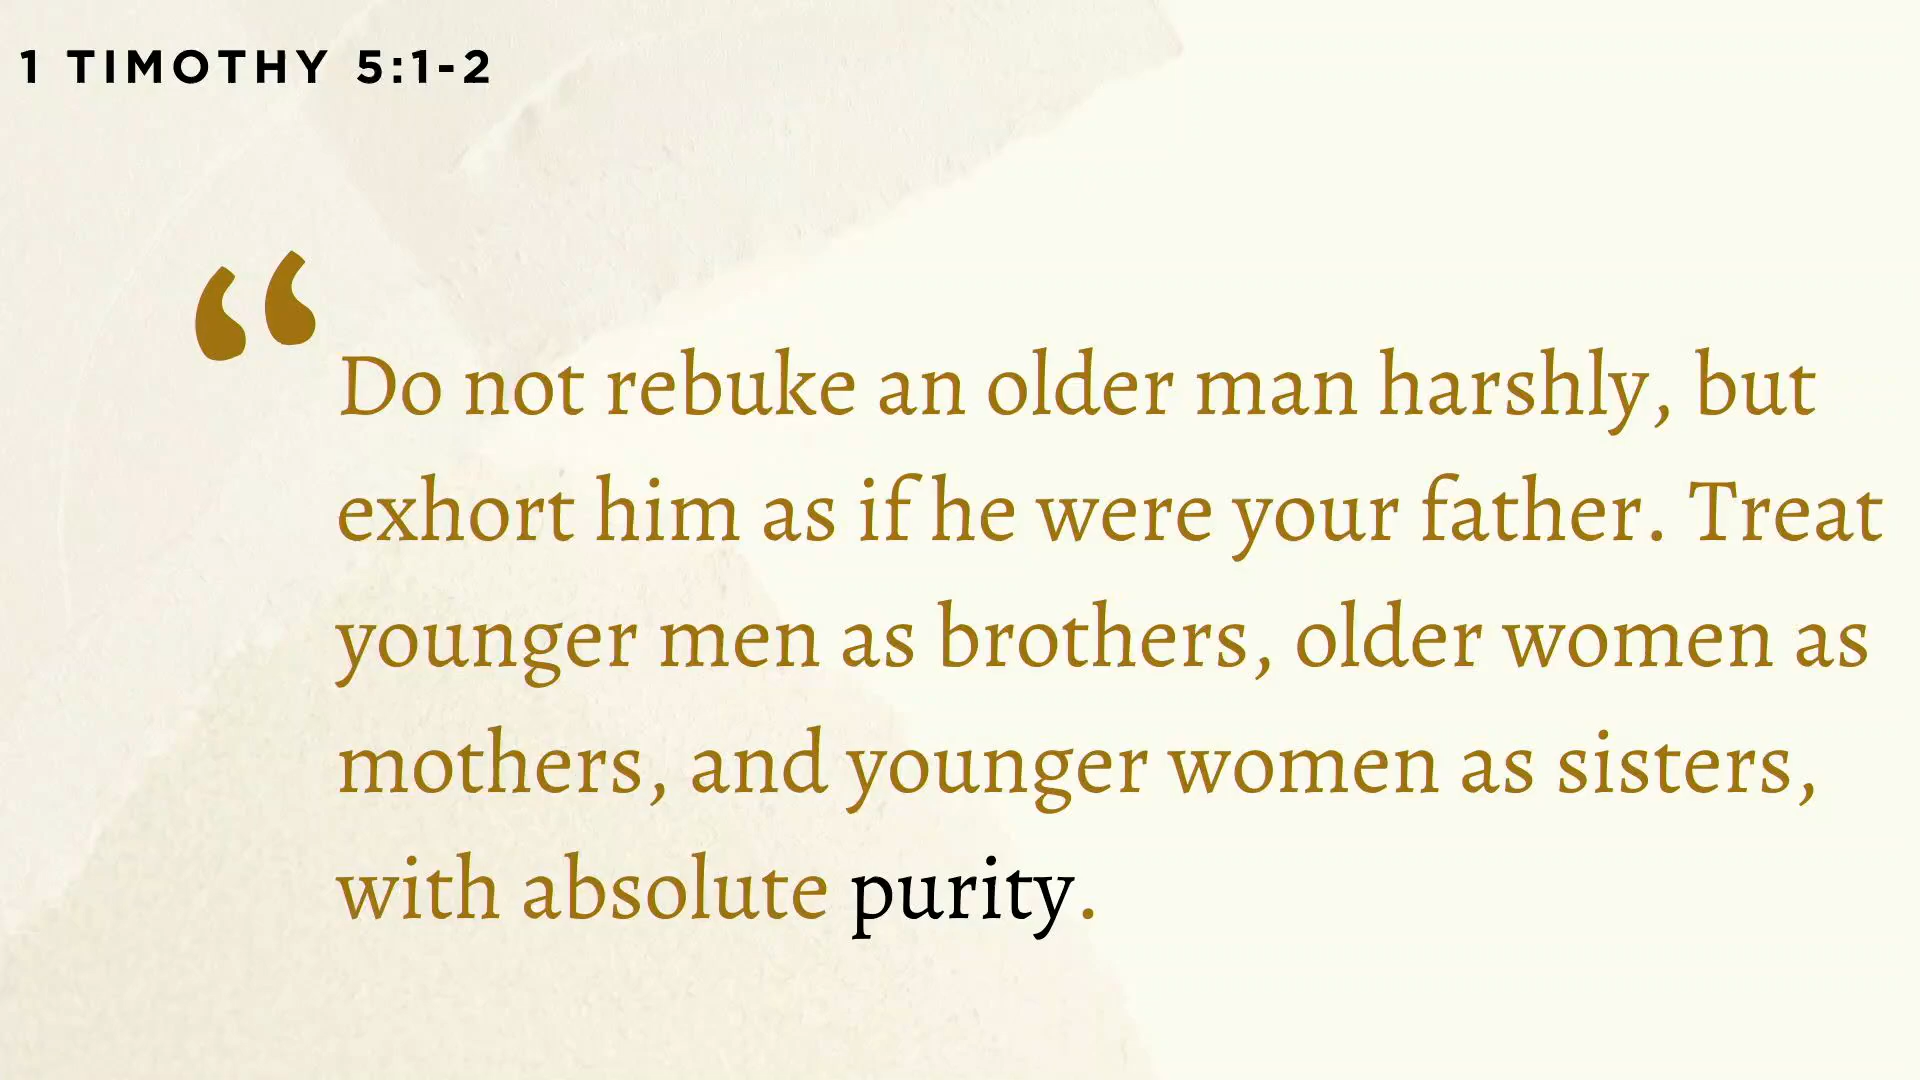 1 TIMOTHY 5:1-2
“
Do not rebuke an older man harshly, but
exhort him as if he were your father. Treat
younger men as brothers, older women as
mothers, and younger women as sisters,
with absolute purity.